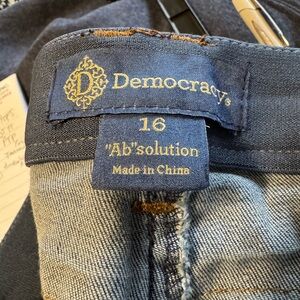 D Democracy®
16
"Ab"solution
Made in China